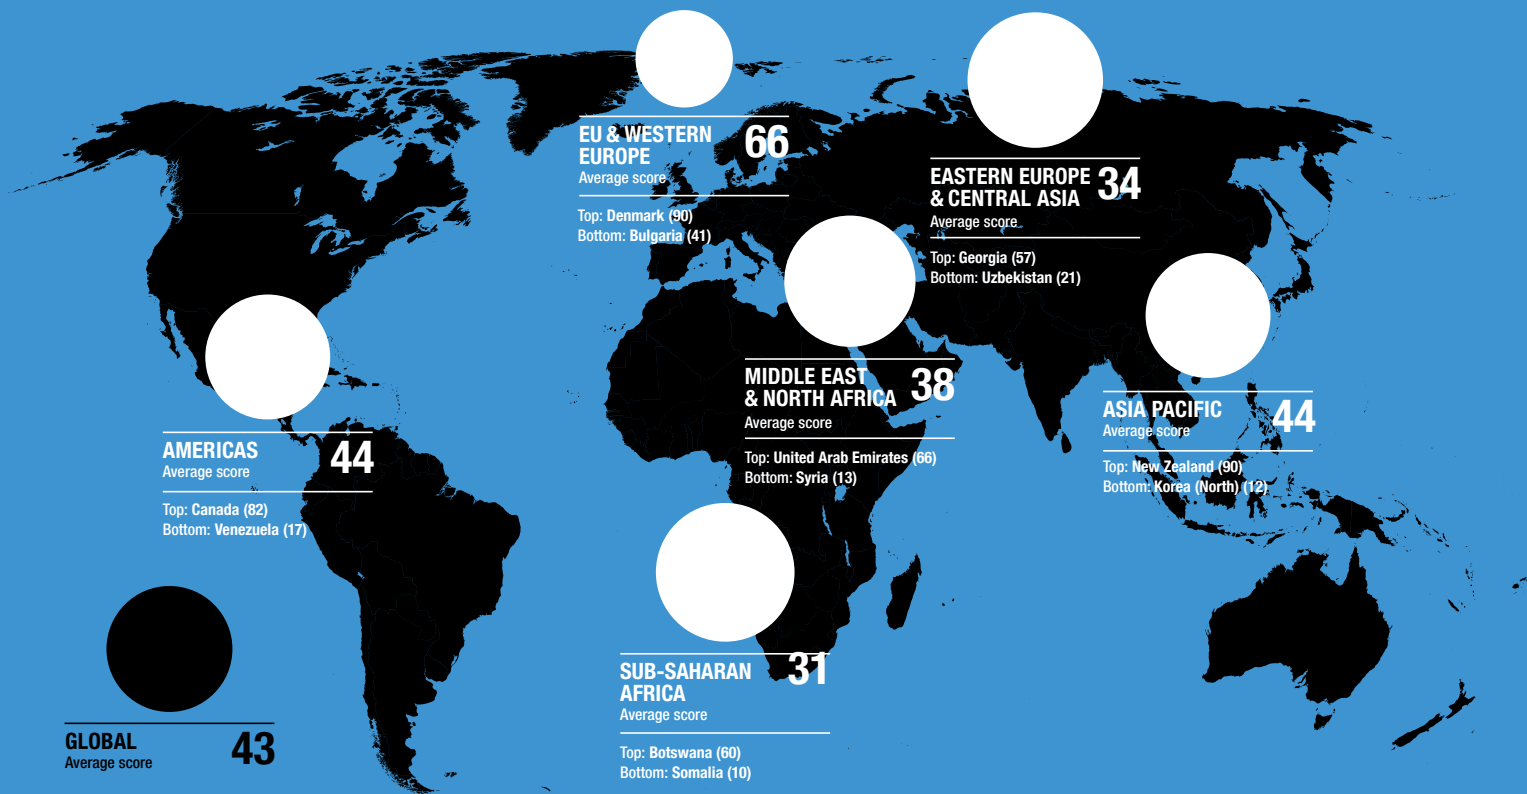 EU & WESTERN
EUROPE
66
Average score
Top: Denmark (90)
Bottom: Bulgaria (41)
EASTERN EUROPE
& CENTRAL ASIA
34
Average score
Top: Georgia (57)
Bottom: Uzbekistan (21)
MIDDLE EAST
& NORTH AFRICA
38
Average score
Top: United Arab Emirates (66)
Bottom: Syria (13)
ASIA PACIFIC
44
Average score
Top: New Zealand (90)
Bottom: Korea (North) (12)
AMERICAS
44
Average score
Top: Canada (82)
Bottom: Venezuela (17)
SUB-SAHARAN
AFRICA
31
Average score
Top: Botswana (60)
Bottom: Somalia (10)
GLOBAL
43
Average score